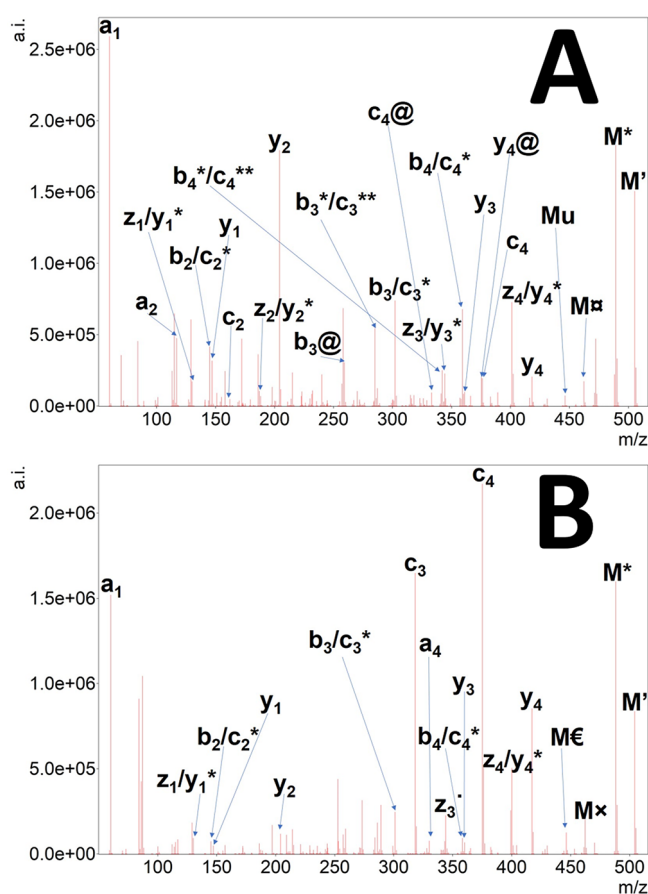 a.i.
a₁
A
2.5e+06
2.0e+06
1.5e+06
1.0e+06
5.0e+05
0.0e+00
c₄@
y₂
b₄/c₄*
y₄@
M*
b₄*/c₄**
b₃*/c₃**
M'
z₁/y₁*
y₁
y₃
Mu
b₂/c₂*
c₄
b₃/c₃*
z₄/y₄*
a₂
c₂
z₂/y₂*
z₃/y₃*
M¤
b₃@
y₄
100 150 200 250 300 350 400 450 500
m/z
a.i.
c₄
B
2.0e+06
1.5e+06
1.0e+06
5.0e+05
0.0e+00
a₁
c₃
M*
b₃/c₃*
a₄
y₃
y₁
y₄
M'
b₂/c₂*
b₄/c₄*
M€
z₁/y₁*
z₄/y₄*
y₂
z₃˙
M×
100 150 200 250 300 350 400 450 500
m/z